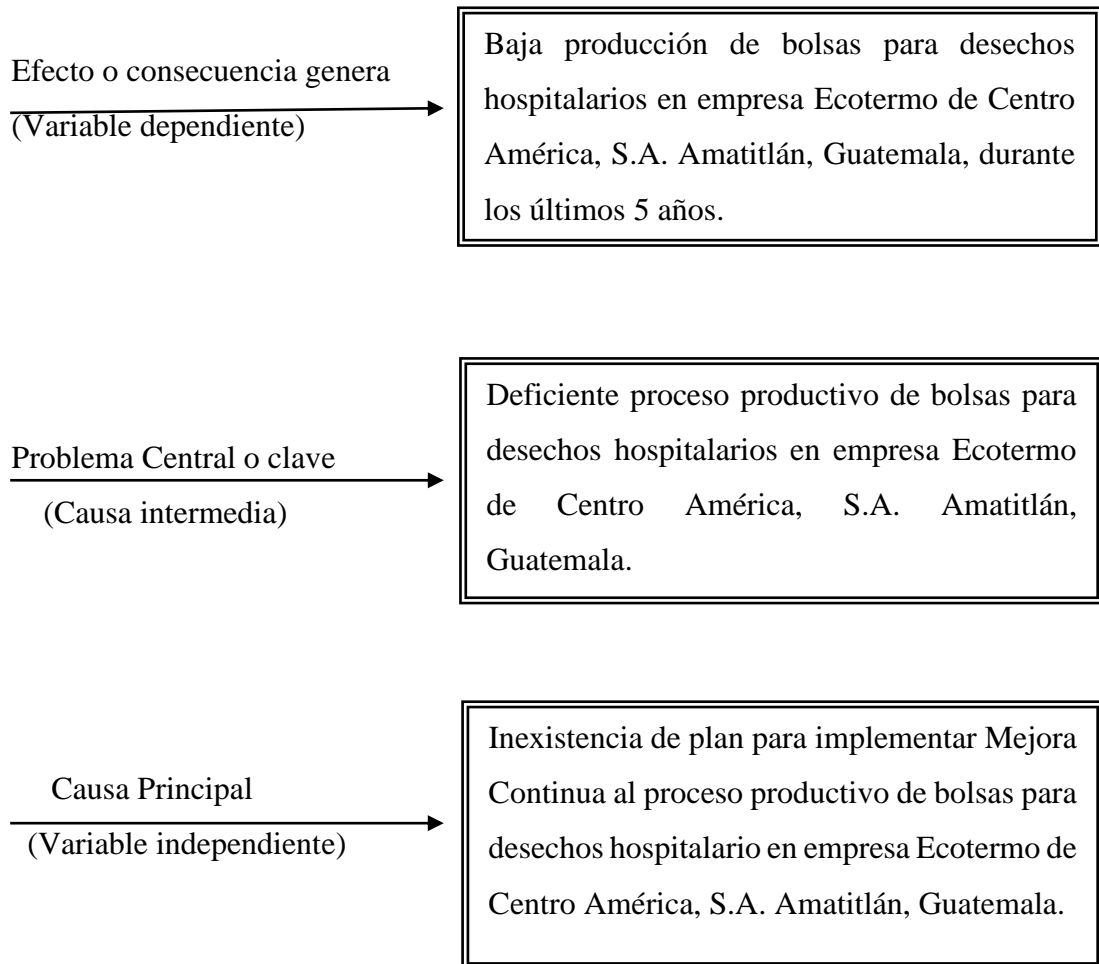 Efecto o consecuencia genera
(Variable dependiente)
Baja producción de bolsas para desechos
hospitalarios en empresa Ecotermo de Centro
América, S.A. Amatitlán, Guatemala, durante
los últimos 5 años.
Problema Central o clave
(Causa intermedia)
Deficiente proceso productivo de bolsas para
desechos hospitalarios en empresa Ecotermo
de Centro América, S.A. Amatitlán,
Guatemala.
Causa Principal
(Variable independiente)
Inexistencia de plan para implementar Mejora
Continua al proceso productivo de bolsas para
desechos hospitalario en empresa Ecotermo de
Centro América, S.A. Amatitlán, Guatemala.